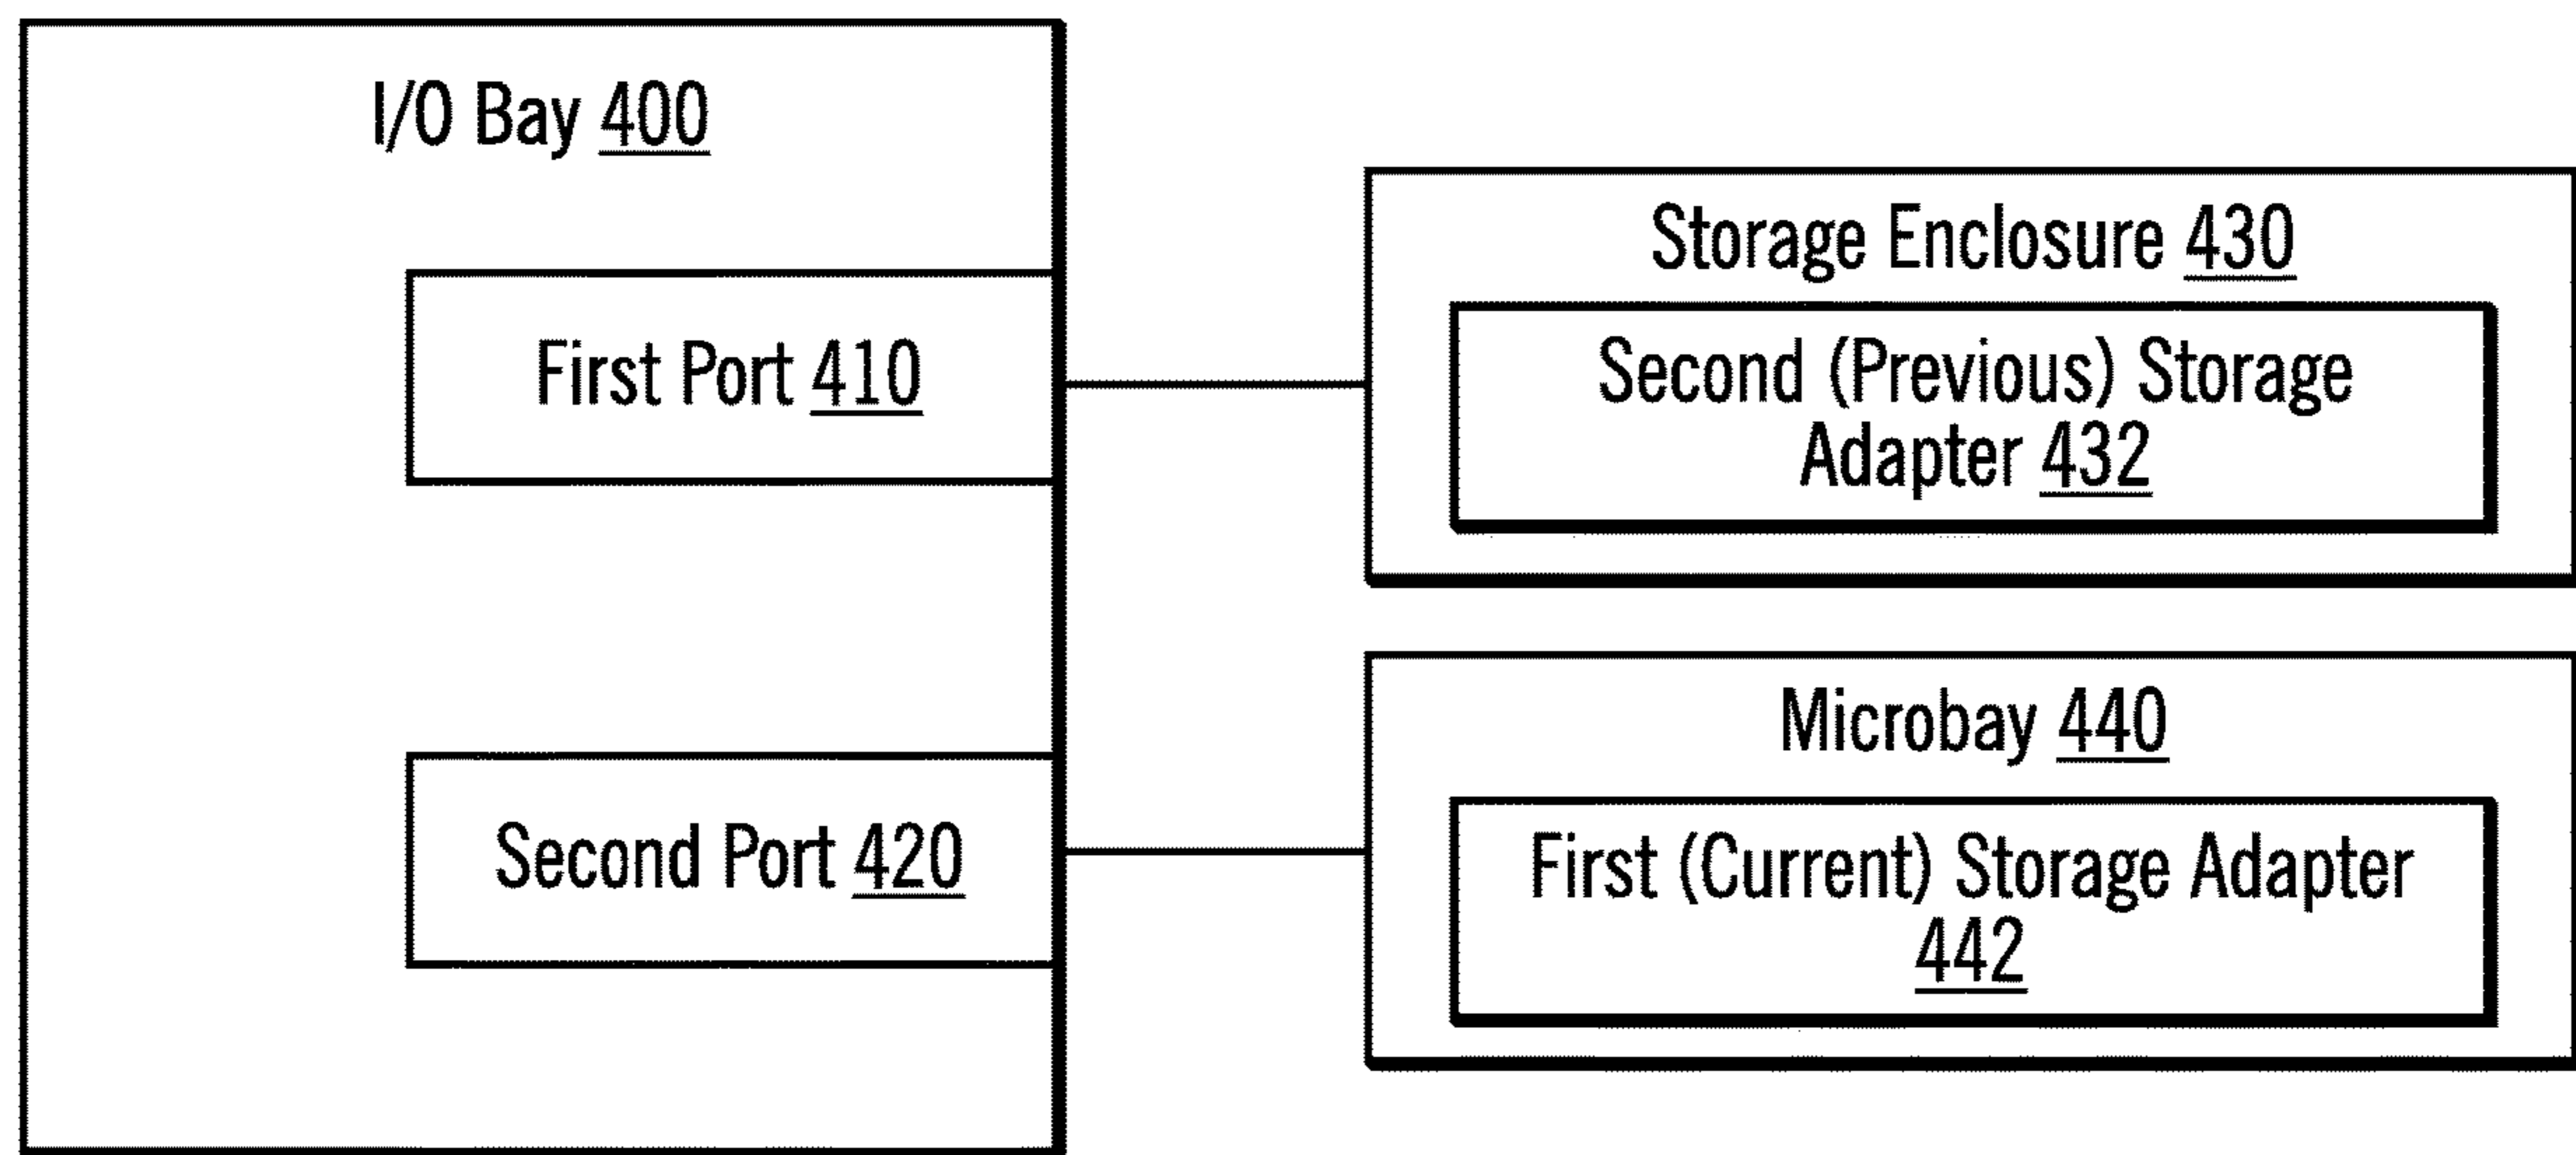 I/O Bay 400
First Port 410
Second Port 420
Storage Enclosure 430
Second (Previous) Storage
Adapter 432
Microbay 440
First (Current) Storage Adapter
442